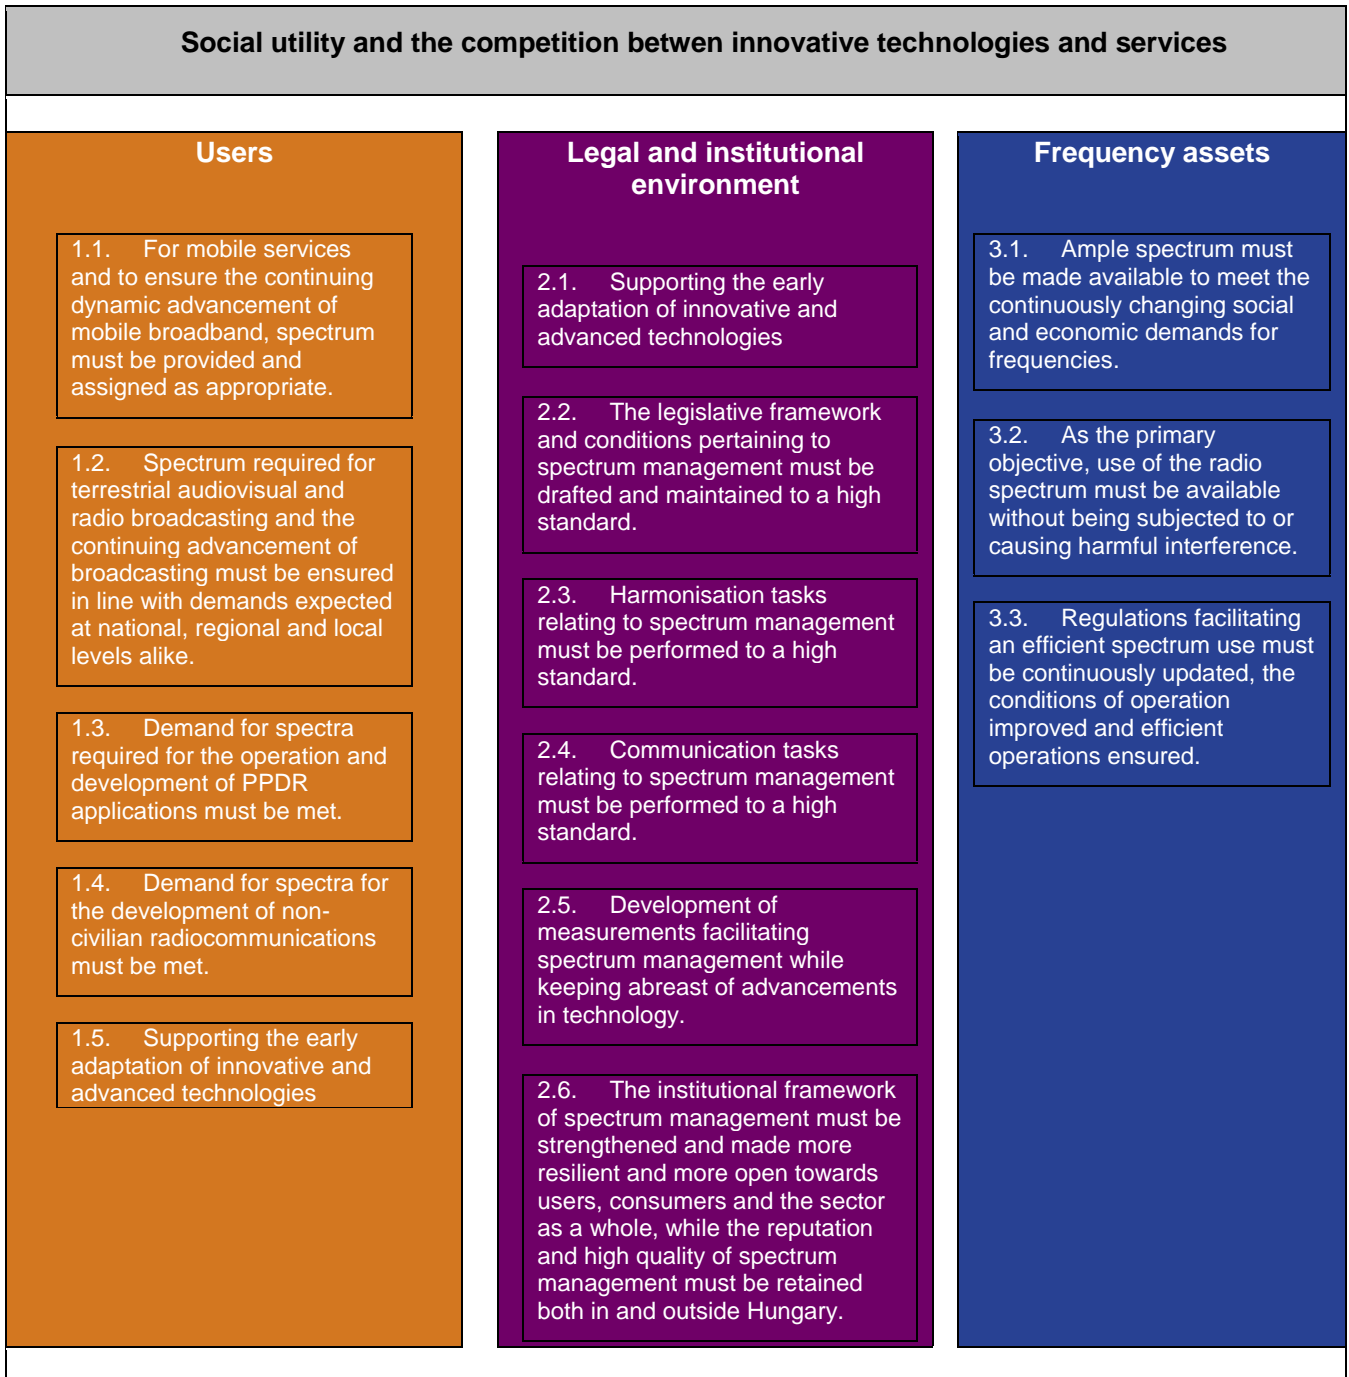 Social utility and the competition betwen innovative technologies and services
Users
1.1. For mobile services
and to ensure the continuing
dynamic advancement of
mobile broadband, spectrum
must be provided and
assigned as appropriate.
1.2. Spectrum required for
terrestrial audiovisual and
radio broadcasting and the
continuing advancement of
broadcasting must be ensured
in line with demands expected
at national, regional and local
levels alike.
1.3. Demand for spectra
required for the operation and
development of PPDR
applications must be met.
1.4. Demand for spectra for
the development of non-
civilian radiocommunications
must be met.
1.5. Supporting the early
adaptation of innovative and
advanced technologies
Legal and institutional
environment
2.1. Supporting the early
adaptation of innovative and
advanced technologies
2.2. The legislative framework
and conditions pertaining to
spectrum management must be
drafted and maintained to a high
standard.
2.3. Harmonisation tasks
relating to spectrum management
must be performed to a high
standard.
2.4. Communication tasks
relating to spectrum management
must be performed to a high
standard.
2.5. Development of
measurements facilitating
spectrum management while
keeping abreast of advancements
in technology.
2.6. The institutional framework
of spectrum management must be
strengthened and made more
resilient and more open towards
users, consumers and the sector
as a whole, while the reputation
and high quality of spectrum
management must be retained
both in and outside Hungary.
Frequency assets
3.1. Ample spectrum must
be made available to meet the
continuously changing social
and economic demands for
frequencies.
3.2. As the primary
objective, use of the radio
spectrum must be available
without being subjected to or
causing harmful interference.
3.3. Regulations facilitating
an efficient spectrum use must
be continuously updated, the
conditions of operation
improved and efficient
operations ensured.